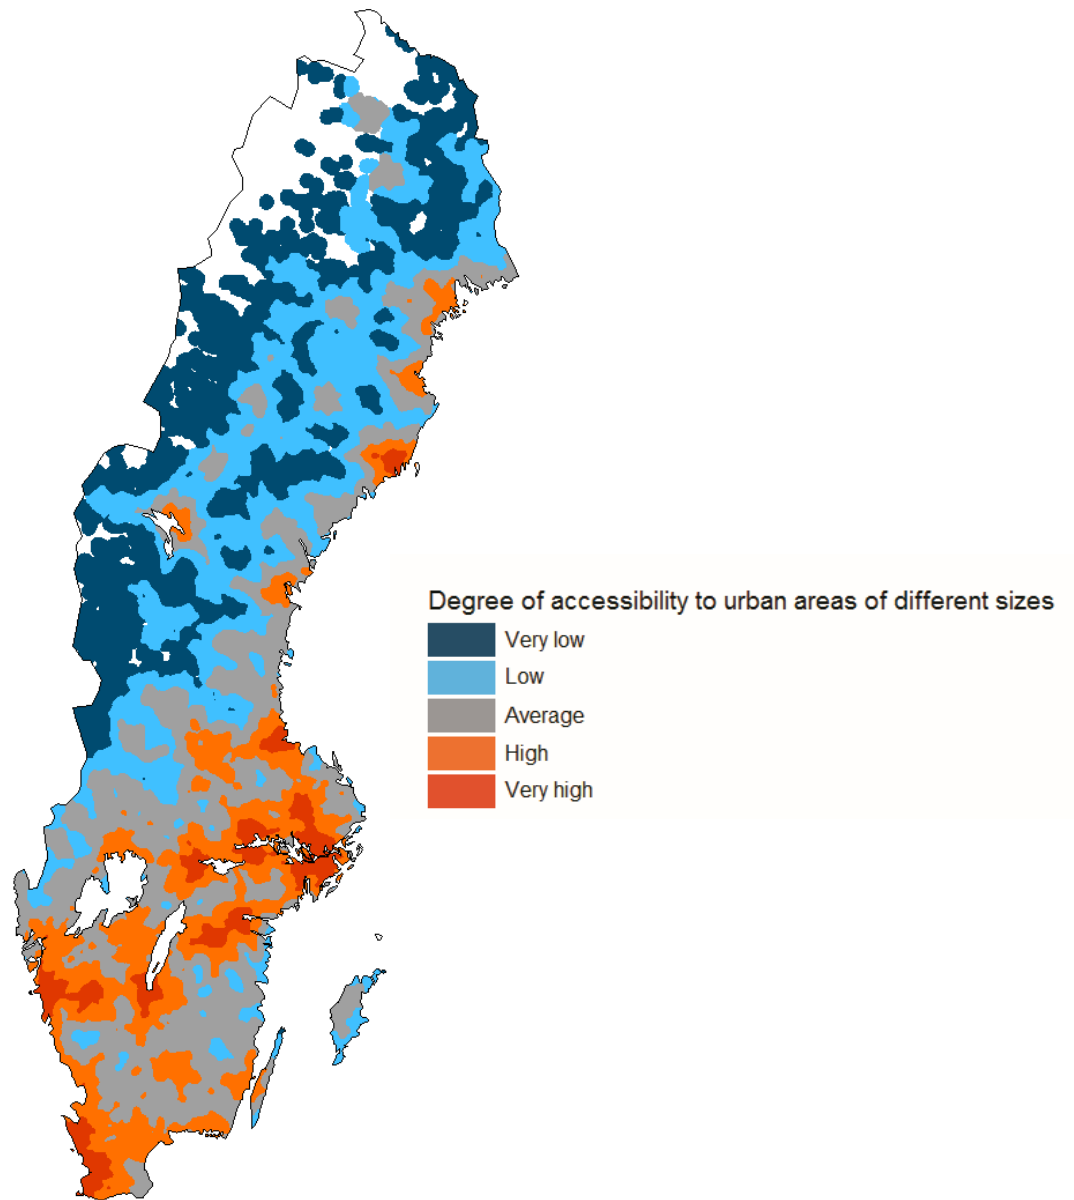 Degree of accessibility to urban areas of different sizes
Very low
Low
Average
High
Very high